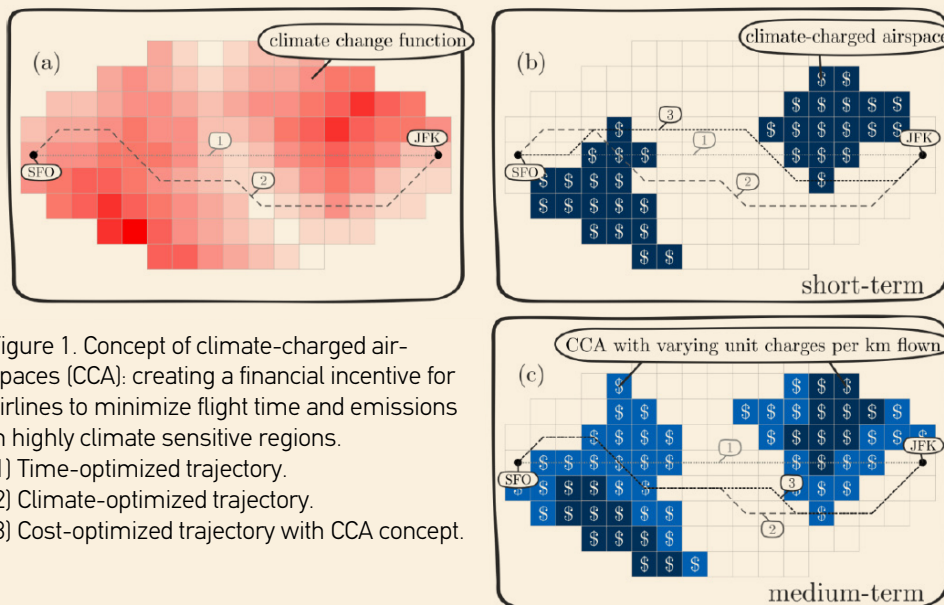 (a)
climate change function
1
JFK
SFO
2
(b)
climate-charged airspace
$ $
$ $ $ $ $
$
$ $ $ $ $ $
3
1
JFK
$ $ $
$ $ $
SFO
$ $ $ $
$
2
$ $ $ $ $
$ $ $
$ $
short-term
igure 1. Concept of climate-charged air-
paces (CCA): creating a financial incentive for
irlines to minimize flight time and emissions
n highly climate sensitive regions.
1) Time-optimized trajectory.
2) Climate-optimized trajectory.
3) Cost-optimized trajectory with CCA concept.
CCA with varying unit charges per km flown
(c)
$ $ $ $
$ $ $ $ $ $ $ $ $
$ $ $ $ $ $ $ $ $
1
JFK
$ $ $ $ $ $ $ $
SFO
$ $ $ $ $ $ $ $
3
$ $ $ $ $ $
2
$ $ $ $
$ $ $
medium-term